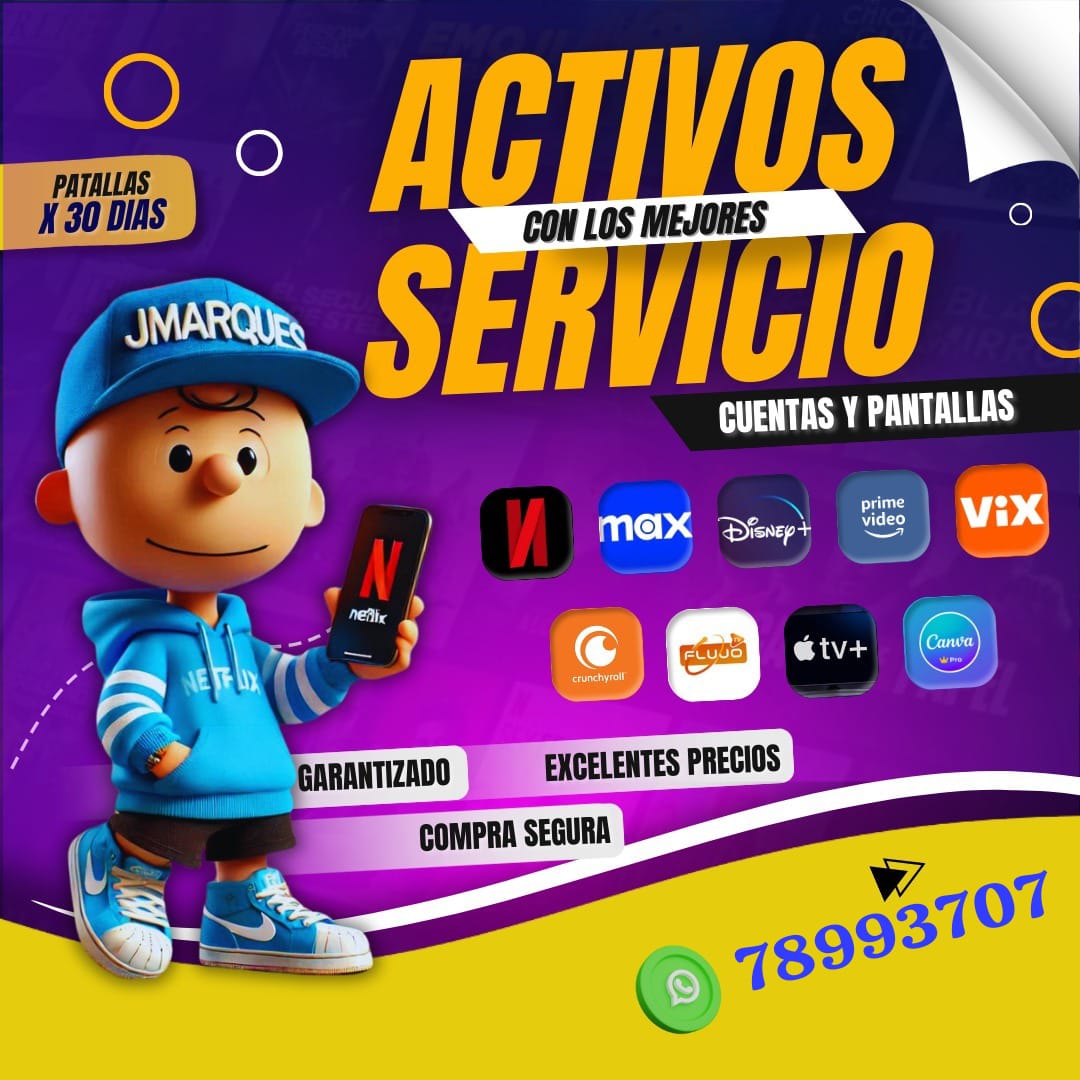 ACTIVOS
CON LOS MEJORES
SERVICIO
PATALLAS
X 30 DIAS
CUENTAS Y PANTALLAS
JMARQUES
N
netflix
NETFLIX
N
max
Disney+
prime
video
ViX
crunchyroll
FLUJO
TV
tv+
Canva
Pro
GARANTIZADO
EXCELENTES PRECIOS
COMPRA SEGURA
78993707